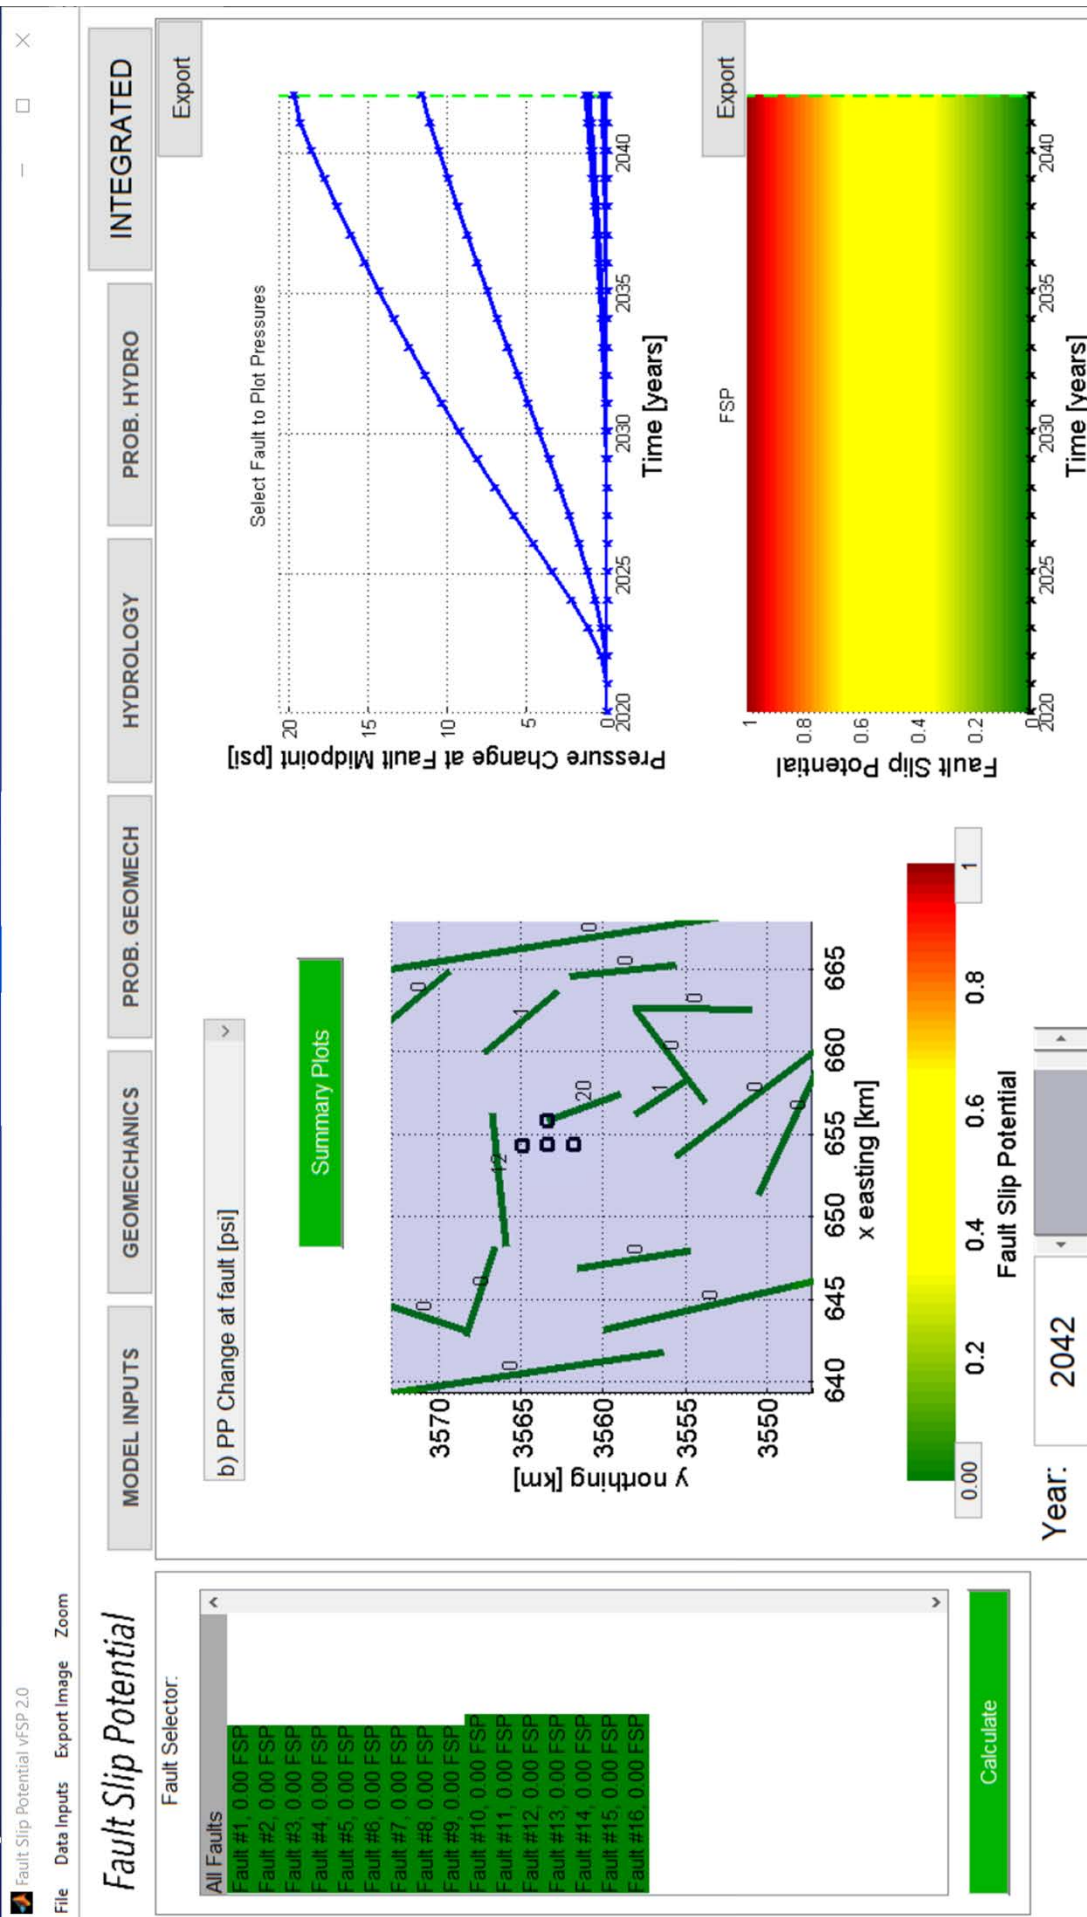 Fault Slip Potential vFSP 2.0
File Data Inputs Export Image Zoom
Fault Slip Potential
MODEL INPUTS GEOMECHANICS PROB. GEOMECH HYDROLOGY PROB. HYDRO INTEGRATED
Fault Selector:
All Faults
Fault #1, 0.00 FSP
Fault #2, 0.00 FSP
Fault #3, 0.00 FSP
Fault #4, 0.00 FSP
Fault #5, 0.00 FSP
Fault #6, 0.00 FSP
Fault #7, 0.00 FSP
Fault #8, 0.00 FSP
Fault #9, 0.00 FSP
Fault #10, 0.00 FSP
Fault #11, 0.00 FSP
Fault #12, 0.00 FSP
Fault #13, 0.00 FSP
Fault #14, 0.00 FSP
Fault #15, 0.00 FSP
Fault #16, 0.00 FSP
Calculate
b) PP Change at fault [psi]
Summary Plots
y northing [km]
3570
3565
3560
3555
3550
0 0 0 0 12 1 0 0 20 0 0 1 0 0 0 0
640 645 650 655 660 665
x easting [km]
0.00 0.2 0.4 0.6 0.8 1
Fault Slip Potential
Year: 2042
Export
Select Fault to Plot Pressures
Pressure Change at Fault Midpoint [psi]
20
15
10
5
0
2020 2025 2030 2035 2040
Time [years]
Export
FSP
Fault Slip Potential
1
0.8
0.6
0.4
0.2
0
2020 2025 2030 2035 2040
Time [years]